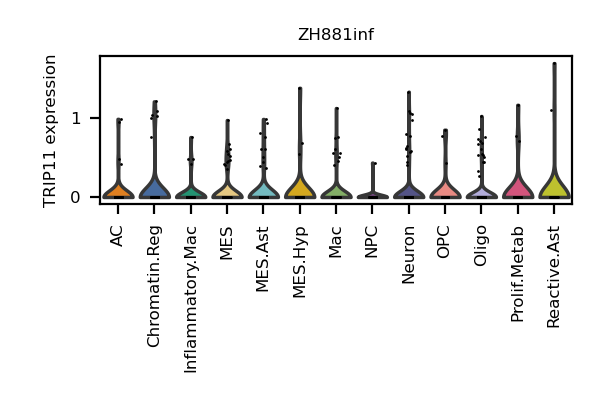 ZH881inf
TRIP11 expression
1
0
AC
Chromatin.Reg
Inflammatory.Mac
MES
MES.Ast
MES.Hyp
Mac
NPC
Neuron
OPC
Oligo
Prolif.Metab
Reactive.Ast